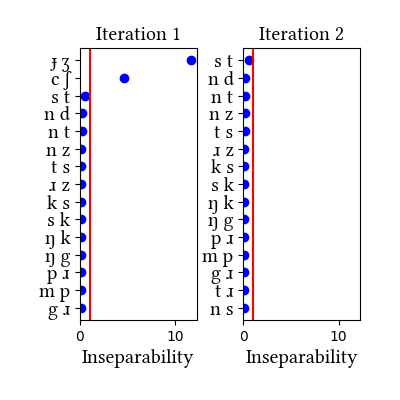 Iteration 1
Iteration 2
ɟ ʒ
c ʃ
s t
n d
n t
n z
t s
ɹ z
k s
s k
ŋ k
ŋ g
p ɹ
m p
g ɹ
s t
n d
n t
n z
t s
ɹ z
k s
s k
ŋ k
ŋ g
p ɹ
m p
g ɹ
t ɹ
n s
0 10
0 10
Inseparability
Inseparability